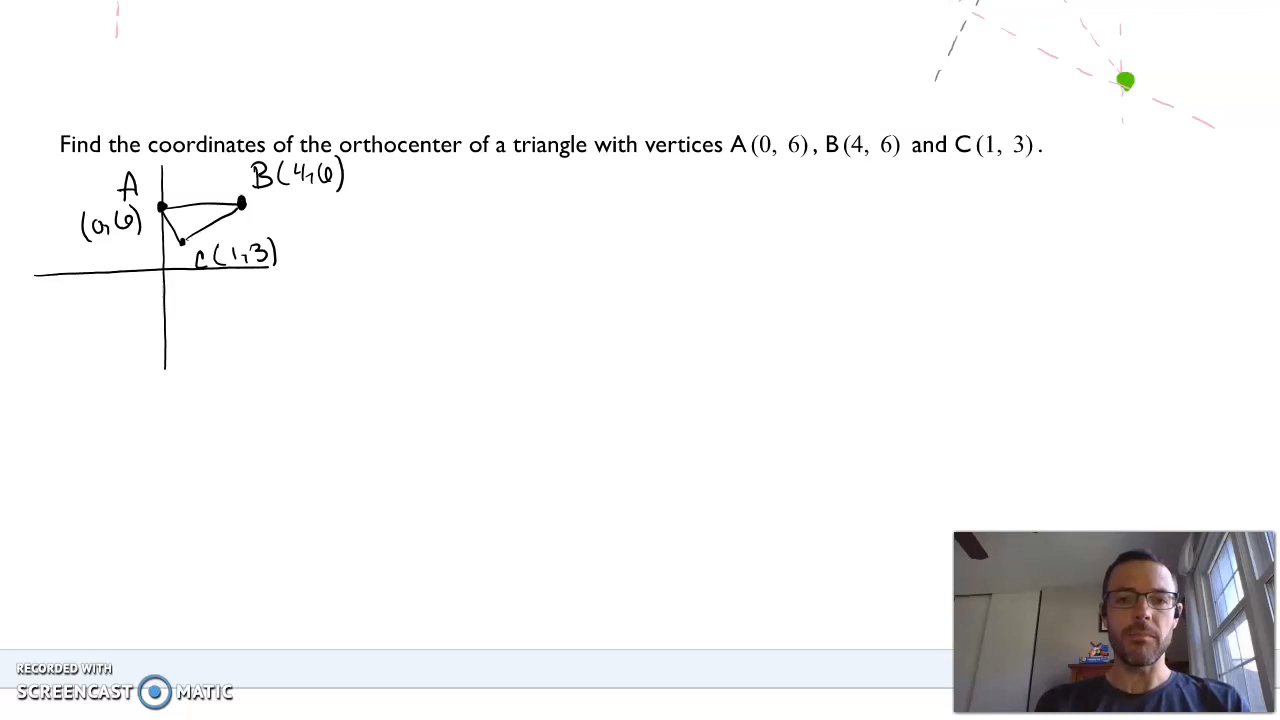 Find the coordinates of the orthocenter of a triangle with vertices A (0, 6), B (4, 6) and C (1, 3).
B(4,6)
A
(0,6)
C(1,3)
RECORDED WITH
SCREENCAST MATIC